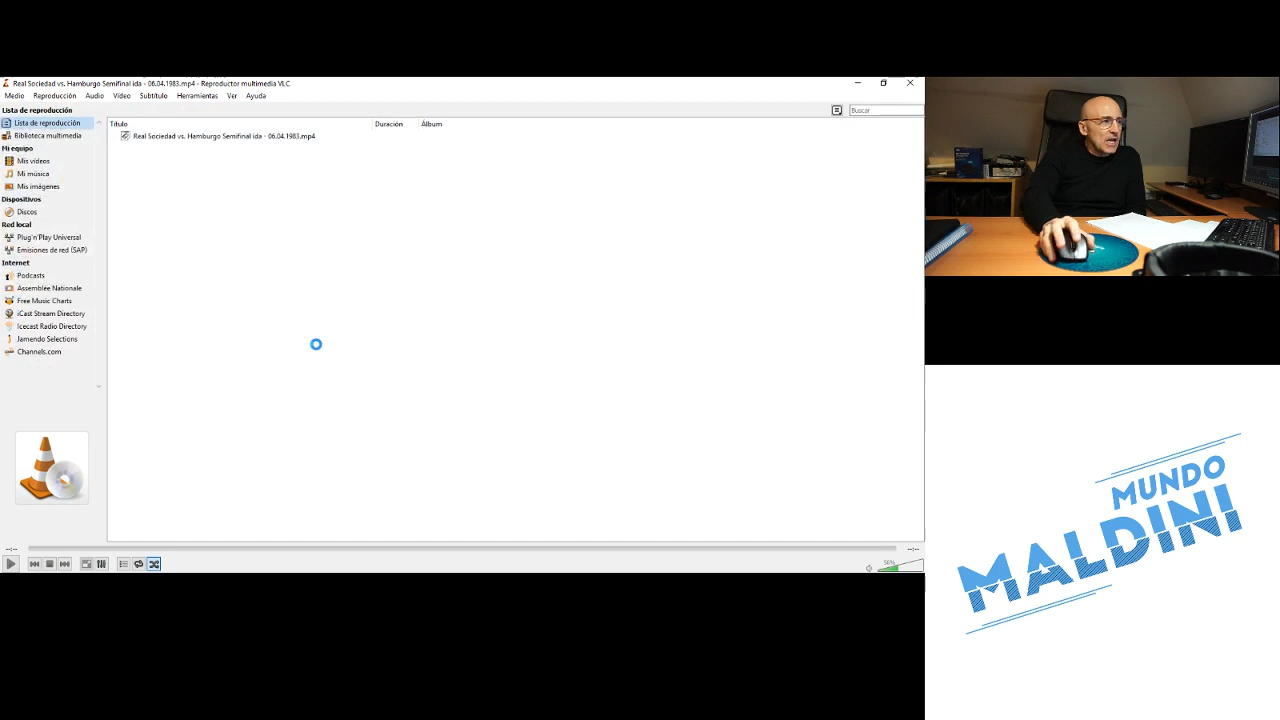 Real Sociedad vs. Hamburgo Semifinal ida - 06.04.1983.mp4 - Reproductor multimedia VLC
Medio Reproducción Audio Vídeo Subtítulo Herramientas Ver Ayuda
Lista de reproducción
Buscar
Lista de reproducción
Biblioteca multimedia
Mi equipo
Mis vídeos
Mi música
Mis imágenes
Dispositivos
Discos
Red local
Plug'n'Play Universal
Emisiones de red (SAP)
Internet
Podcasts
Assemblée Nationale
Free Music Charts
iCast Stream Directory
Icecast Radio Directory
Jamendo Selections
Channels.com
Título Duración Álbum
Real Sociedad vs. Hamburgo Semifinal ida - 06.04.1983.mp4
--:-- --:--
56%
MUNDO
MALDINI